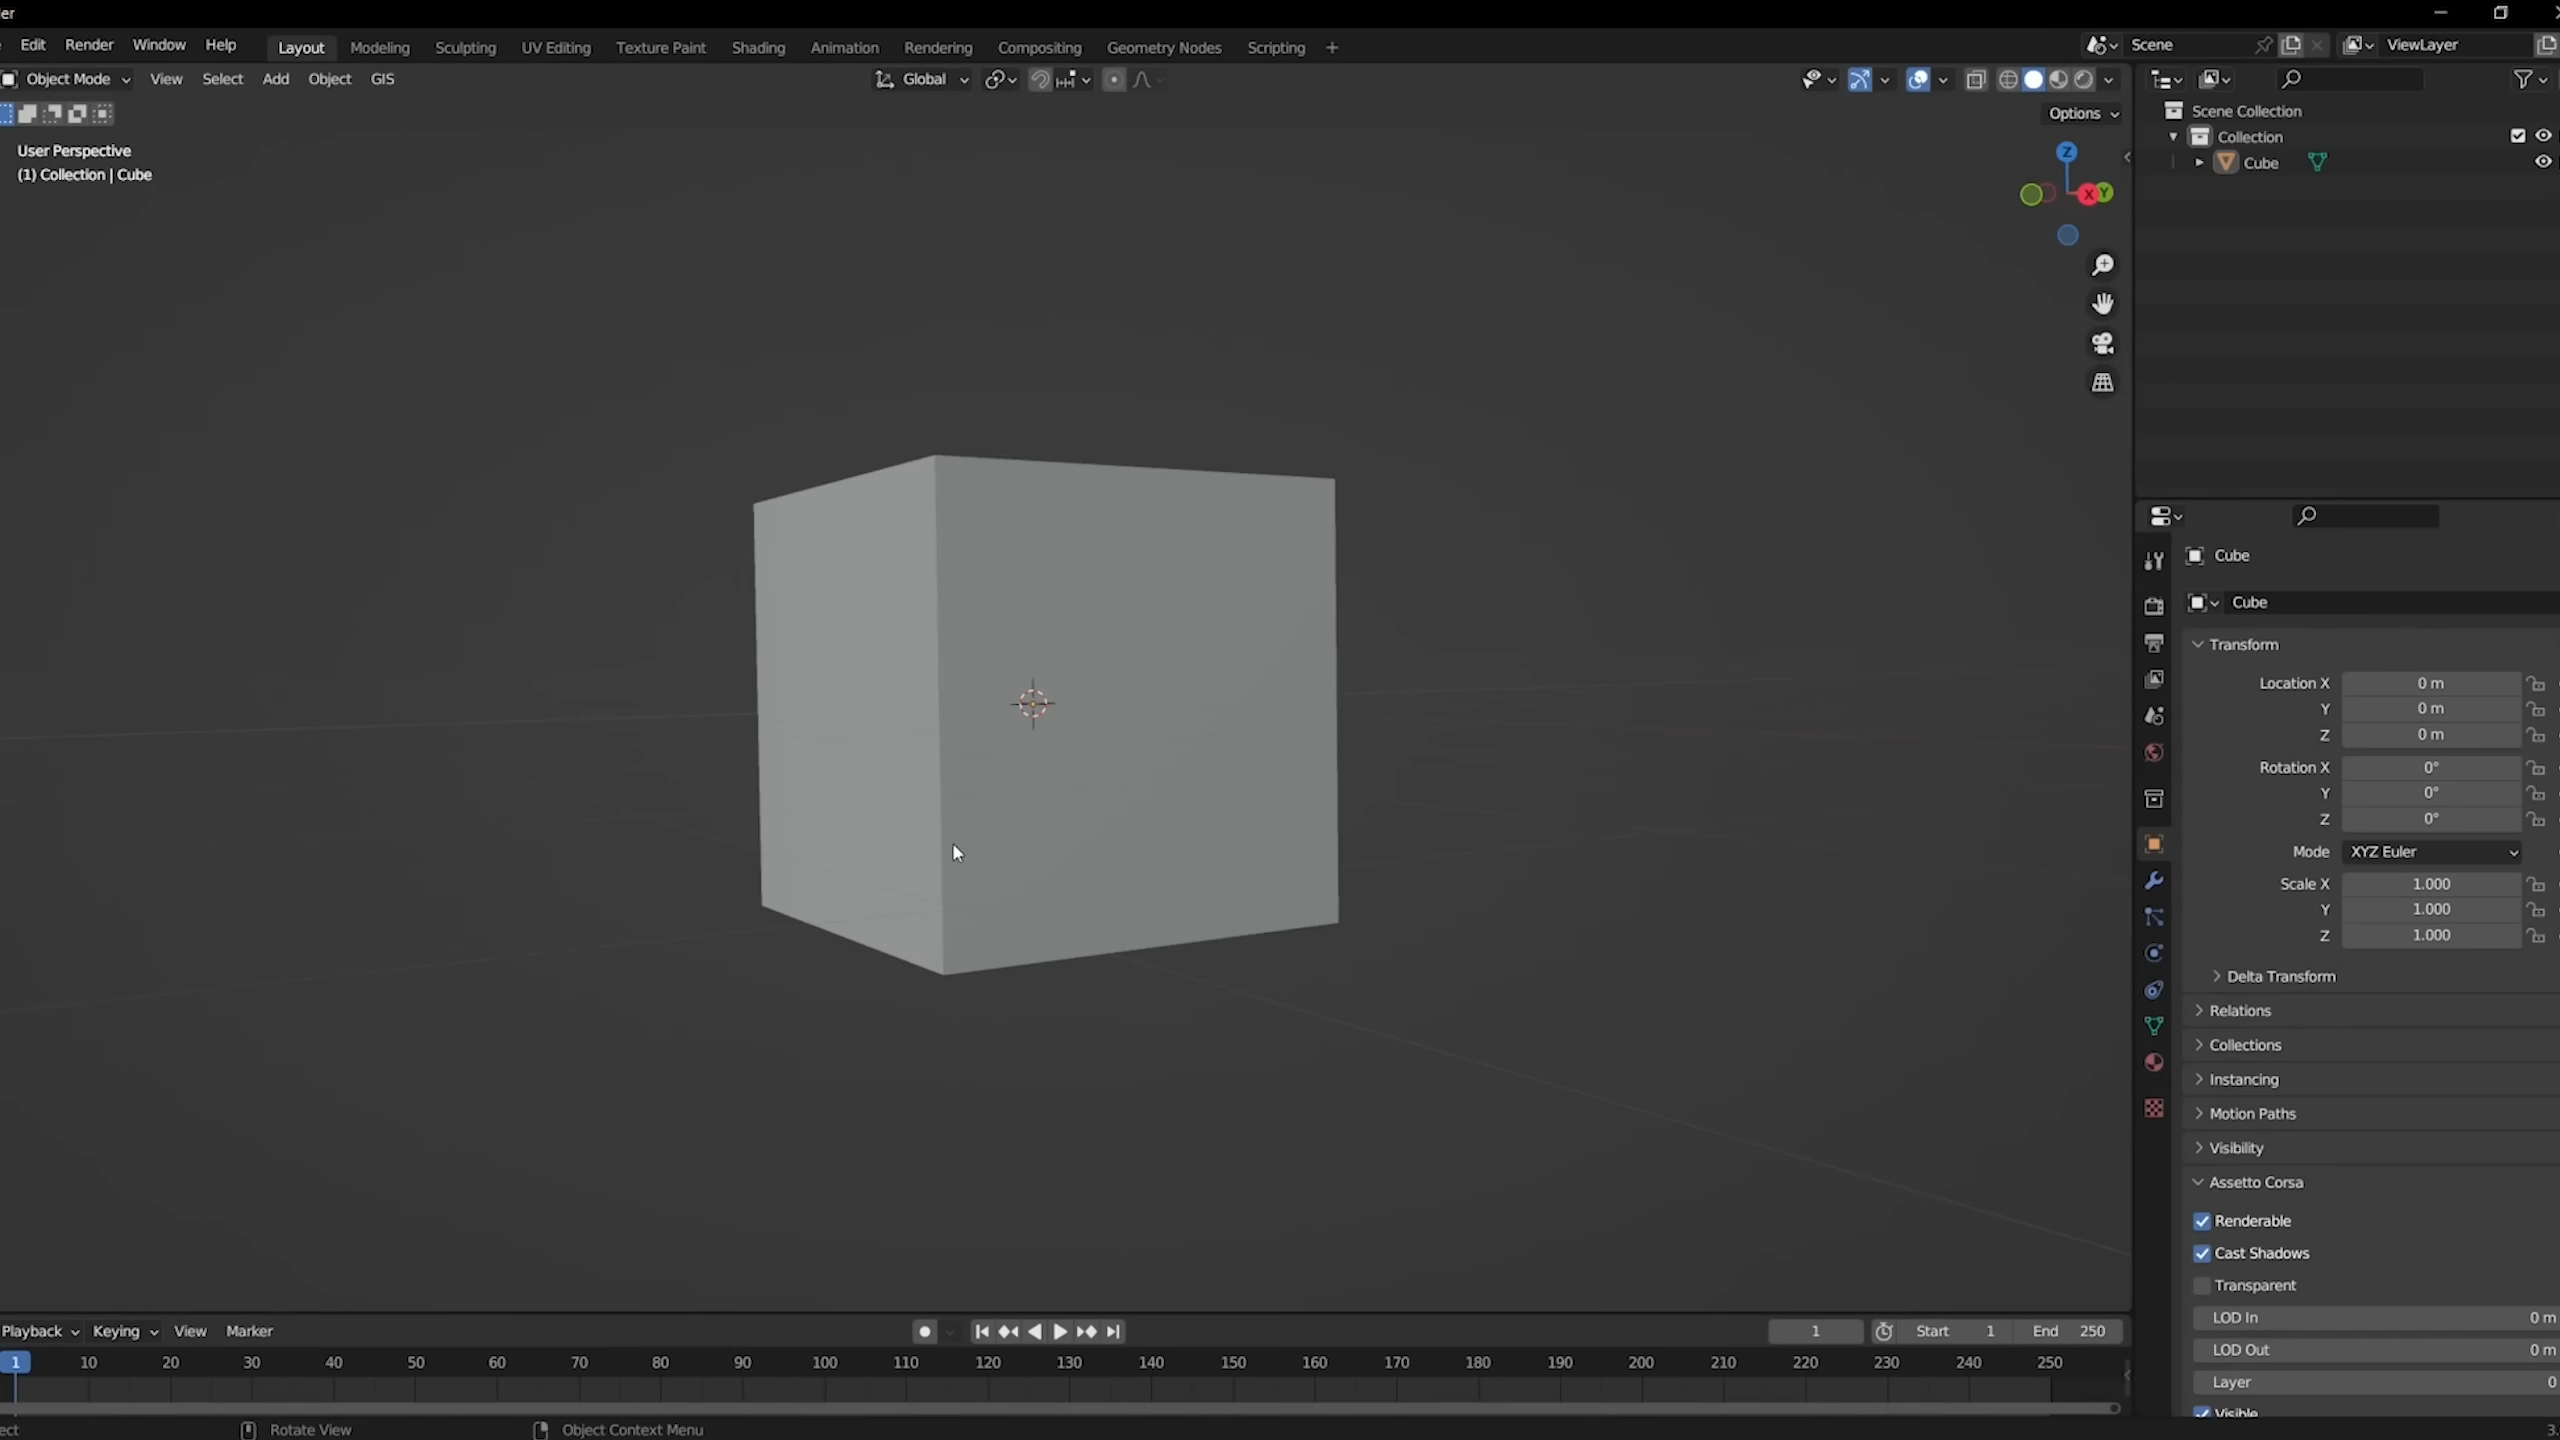 er
Edit Render Window Help Layout Modeling Sculpting UV Editing Texture Paint Shading Animation Rendering Compositing Geometry Nodes Scripting + Scene ViewLayer
Object Mode View Select Add Object GIS Global
Options
User Perspective
(1) Collection | Cube
Z
X Y
Scene Collection
Collection
Cube
Cube
Cube
Transform
Location X 0 m
Y 0 m
Z 0 m
Rotation X 0°
Y 0°
Z 0°
Mode XYZ Euler
Scale X 1.000
Y 1.000
Z 1.000
Delta Transform
Relations
Collections
Instancing
Motion Paths
Visibility
Assetto Corsa
Renderable
Cast Shadows
Transparent
LOD In 0 m
LOD Out 0 m
Layer 0
Visible
Playback Keying View Marker 1 Start 1 End 250
1 10 20 30 40 50 60 70 80 90 100 110 120 130 140 150 160 170 180 190 200 210 220 230 240 250
ect Rotate View Object Context Menu 3.